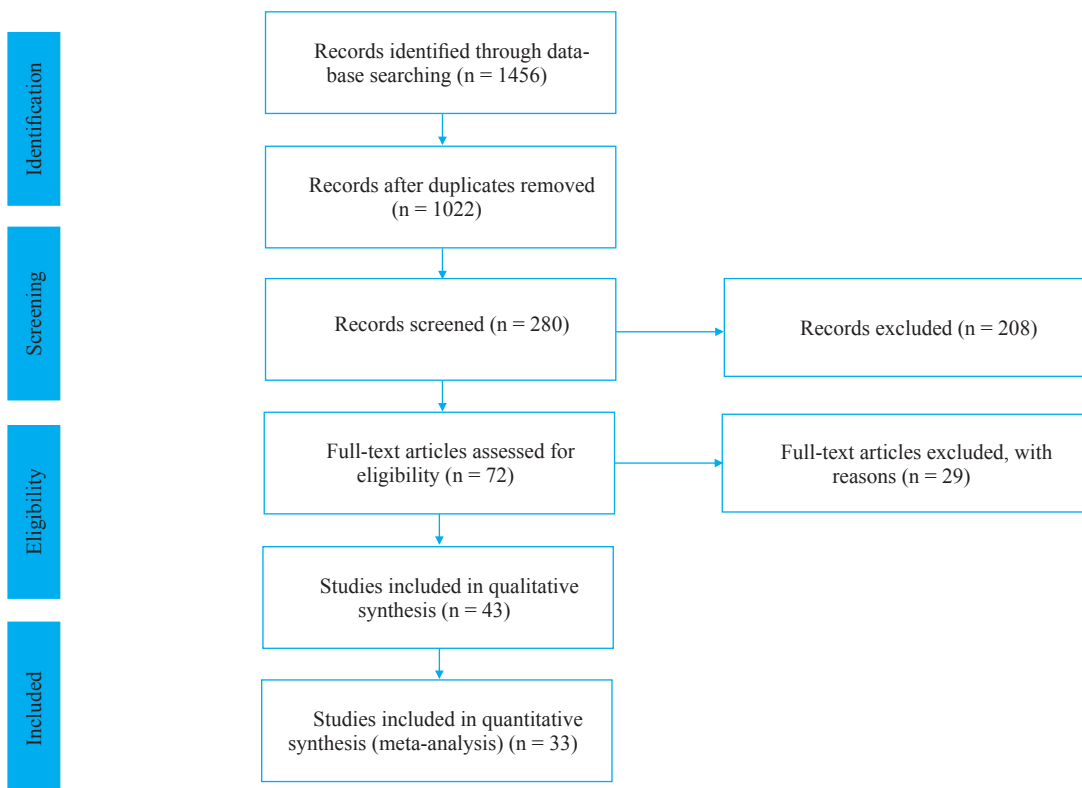 Identification
Records identified through data-
base searching (n = 1456)
Records after duplicates removed
(n = 1022)
Screening
Records screened (n = 280)
Records excluded (n = 208)
Eligibility
Full-text articles assessed for
eligibility (n = 72)
Full-text articles excluded, with
reasons (n = 29)
Studies included in qualitative
synthesis (n = 43)
Included
Studies included in quantitative
synthesis (meta-analysis) (n = 33)